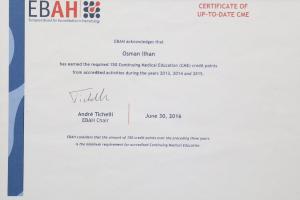 EBAH
European Board for Accreditation in Hematology
CERTIFICATE OF
UP-TO-DATE CME
EBAH acknowledges that
Osman Ilhan
has earned the required 150 Continuing Medical Education (CME) credit points
from accredited activities during the years 2013, 2014 and 2015.
Tichelli
André Tichelli
EBAH Chair
June 30, 2016
EBAH considers that the amount of 150 credit points over the preceding three years
is the minimum requirement for accredited Continuing Medical Education.